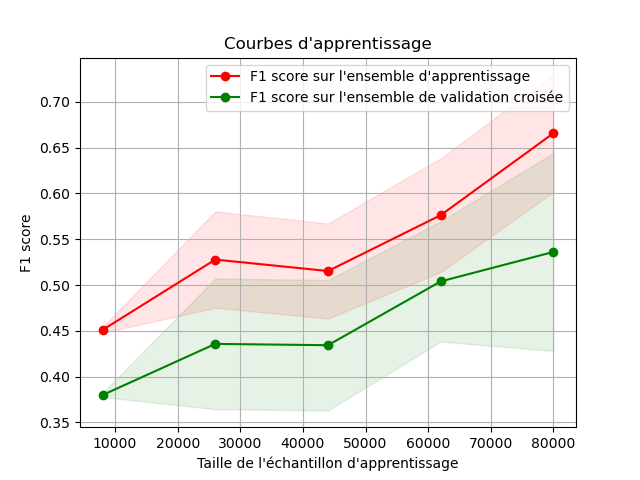 Courbes d'apprentissage
F1 score sur l'ensemble d'apprentissage
F1 score sur l'ensemble de validation croisée
F1 score
0.70
0.65
0.60
0.55
0.50
0.45
0.40
0.35
10000 20000 30000 40000 50000 60000 70000 80000
Taille de l'échantillon d'apprentissage